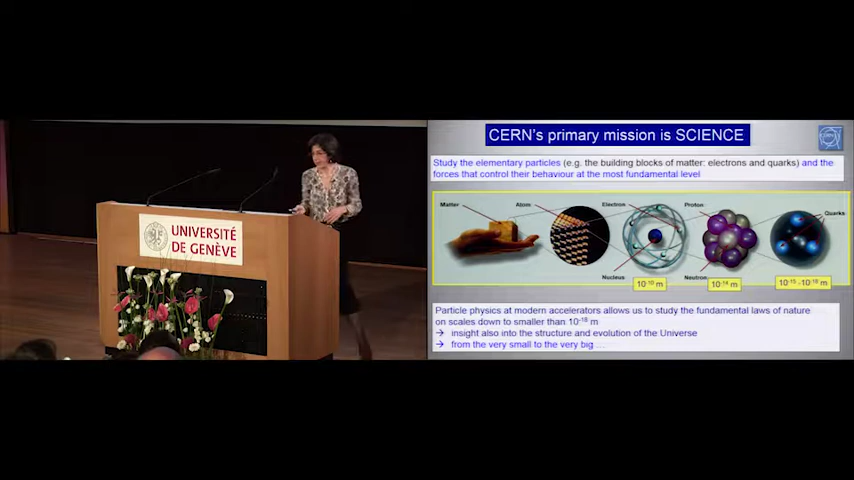 UNIVERSITÉ
DE GENÈVE
CERN's primary mission is SCIENCE
Study the elementary particles (e.g. the building blocks of matter: electrons and quarks) and the
forces that control their behaviour at the most fundamental level
Matter
Atom
Electron
Proton
Quarks
Nucleus
Neutron
10⁻¹⁰ m
10⁻¹⁴ m
10⁻¹⁵ -10⁻¹⁸ m
Particle physics at modern accelerators allows us to study the fundamental laws of nature
on scales down to smaller than 10⁻¹⁸ m
→ insight also into the structure and evolution of the Universe
→ from the very small to the very big ...